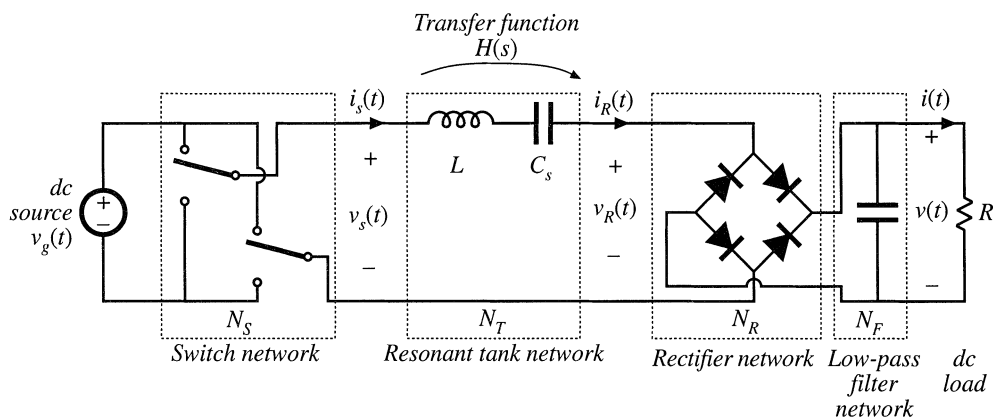 Transfer function
H(s)
i_s(t)
i_R(t)
i(t)
+
+
+
L
C_s
dc
source
v_g(t)
+
−
v_s(t)
v_R(t)
v(t)
R
−
−
−
N_S
N_T
N_R
N_F
Switch network
Resonant tank network
Rectifier network
Low-pass
filter
network
dc
load